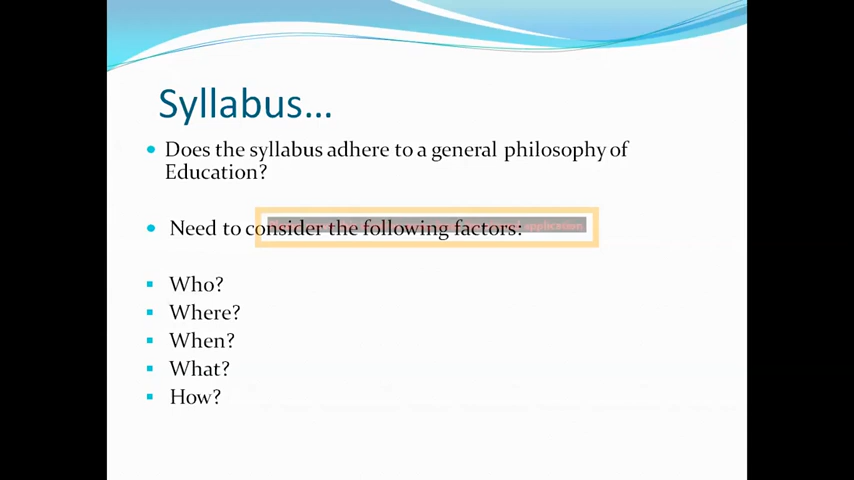 Syllabus...
Does the syllabus adhere to a general philosophy of
Education?
Need to consider the following factors:
application
Who?
Where?
When?
What?
How?